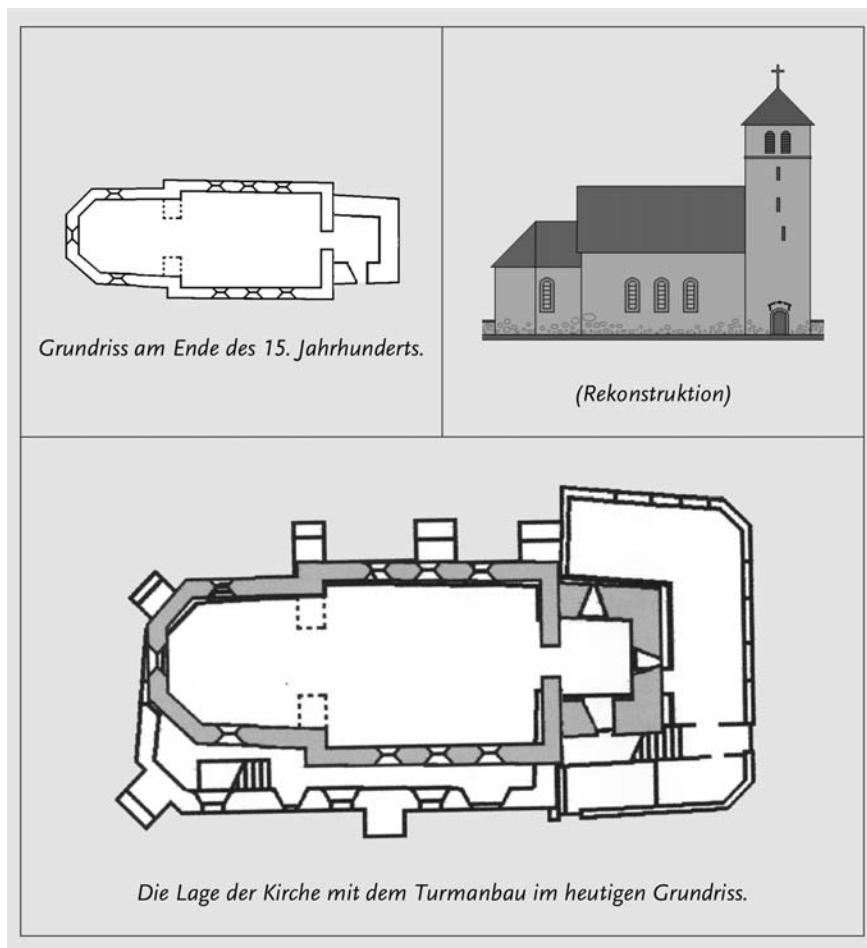 Grundriss am Ende des 15. Jahrhunderts.
(Rekonstruktion)
Die Lage der Kirche mit dem Turmanbau im heutigen Grundriss.